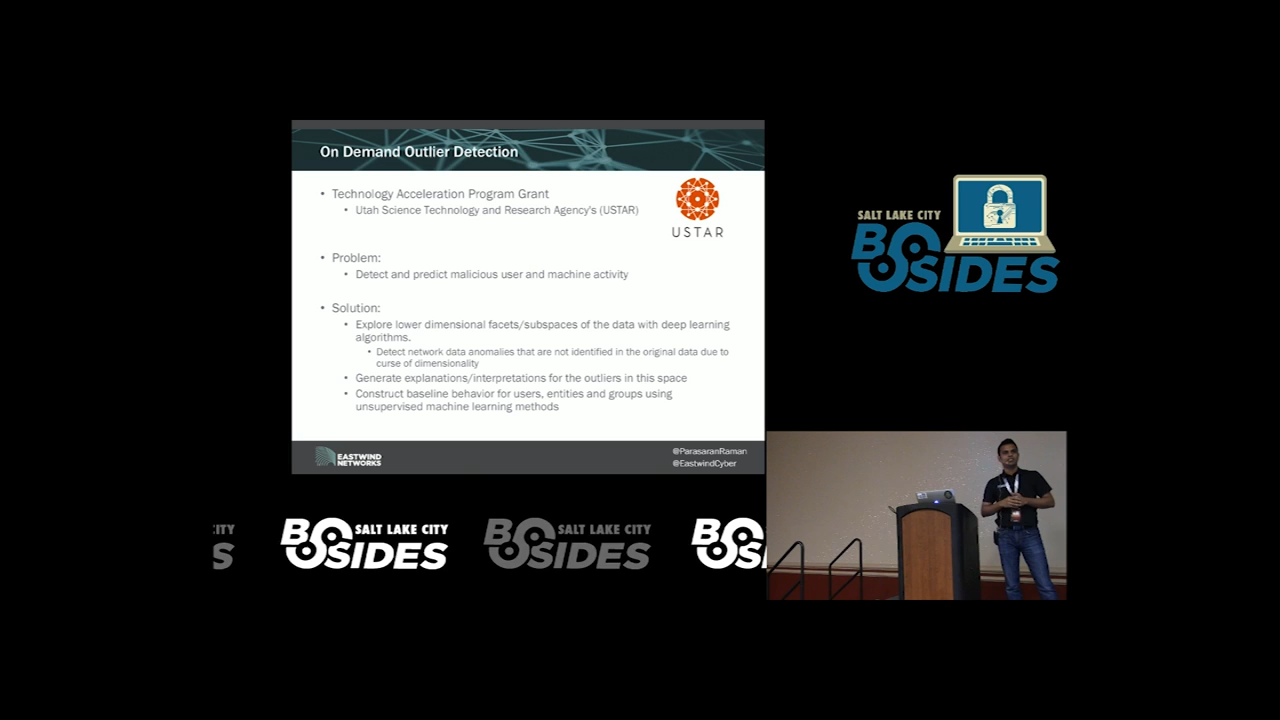 On Demand Outlier Detection
• Technology Acceleration Program Grant
• Utah Science Technology and Research Agency's (USTAR)
USTAR
• Problem:
• Detect and predict malicious user and machine activity
• Solution:
• Explore lower dimensional facets/subspaces of the data with deep learning
algorithms.
• Detect network data anomalies that are not identified in the original data due to
curse of dimensionality
• Generate explanations/interpretations for the outliers in this space
• Construct baseline behavior for users, entities and groups using
unsupervised machine learning methods
EASTWIND
NETWORKS
@ParasaranRaman
@EastwindCyber
SALT LAKE CITY
BSIDES
ITY
S
SALT LAKE CITY
BSIDES
SALT LAKE CITY
BSIDES
BS